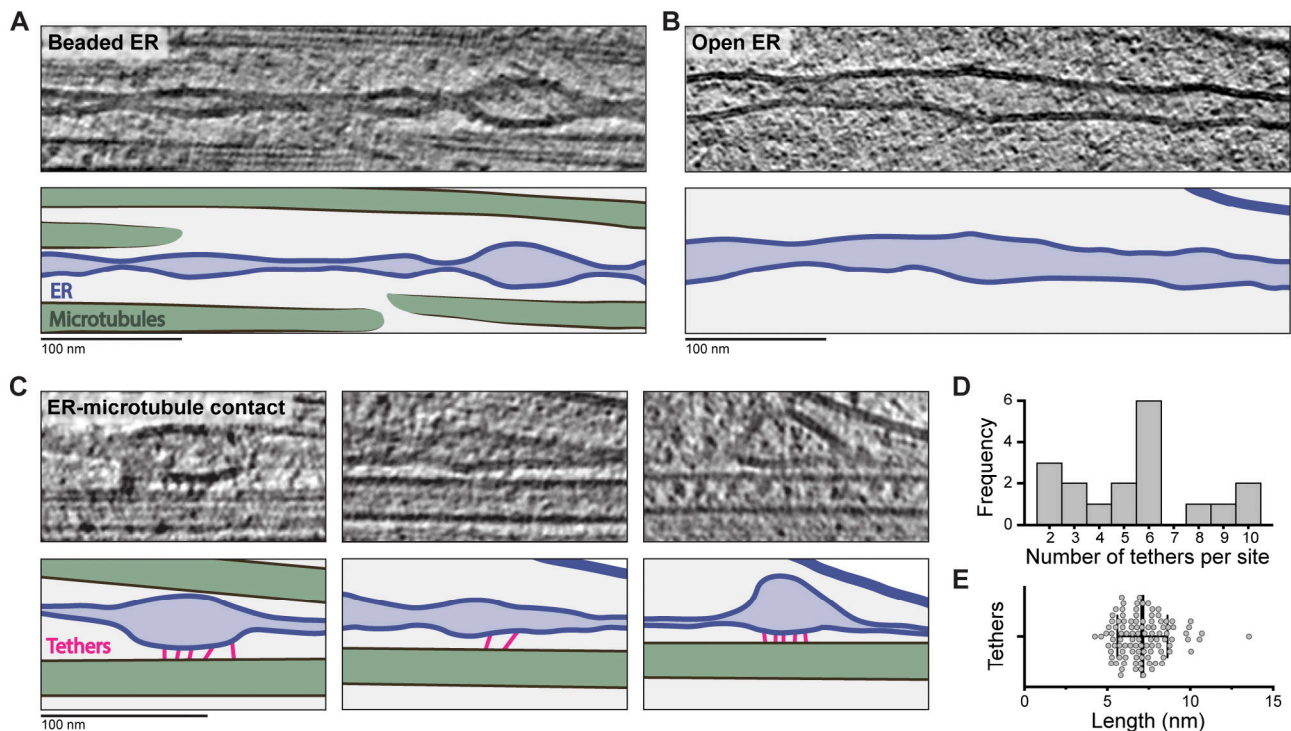 A
Beaded ER
ER
Microtubules
100 nm
B
Open ER
100 nm
C
ER-microtubule contact
Tethers
100 nm
D
Frequency
6
4
2
0
2 3 4 5 6 7 8 9 10
Number of tethers per site
E
Tethers
0 5 10 15
Length (nm)